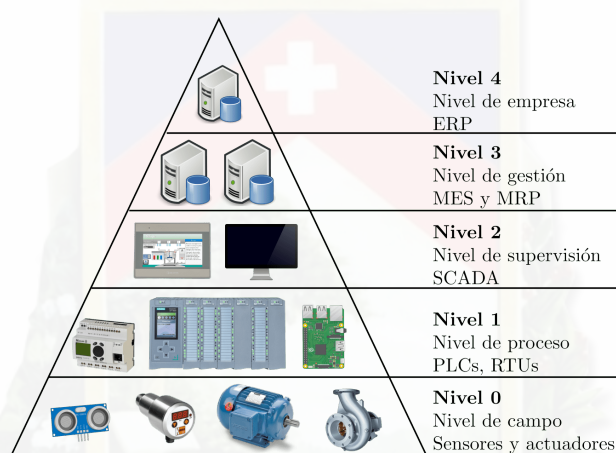 Nivel 4
Nivel de empresa
ERP
Nivel 3
Nivel de gestión
MES y MRP
Nivel 2
Nivel de supervisión
SCADA
Nivel 1
Nivel de proceso
PLCs, RTUs
Nivel 0
Nivel de campo
Sensores y actuadores